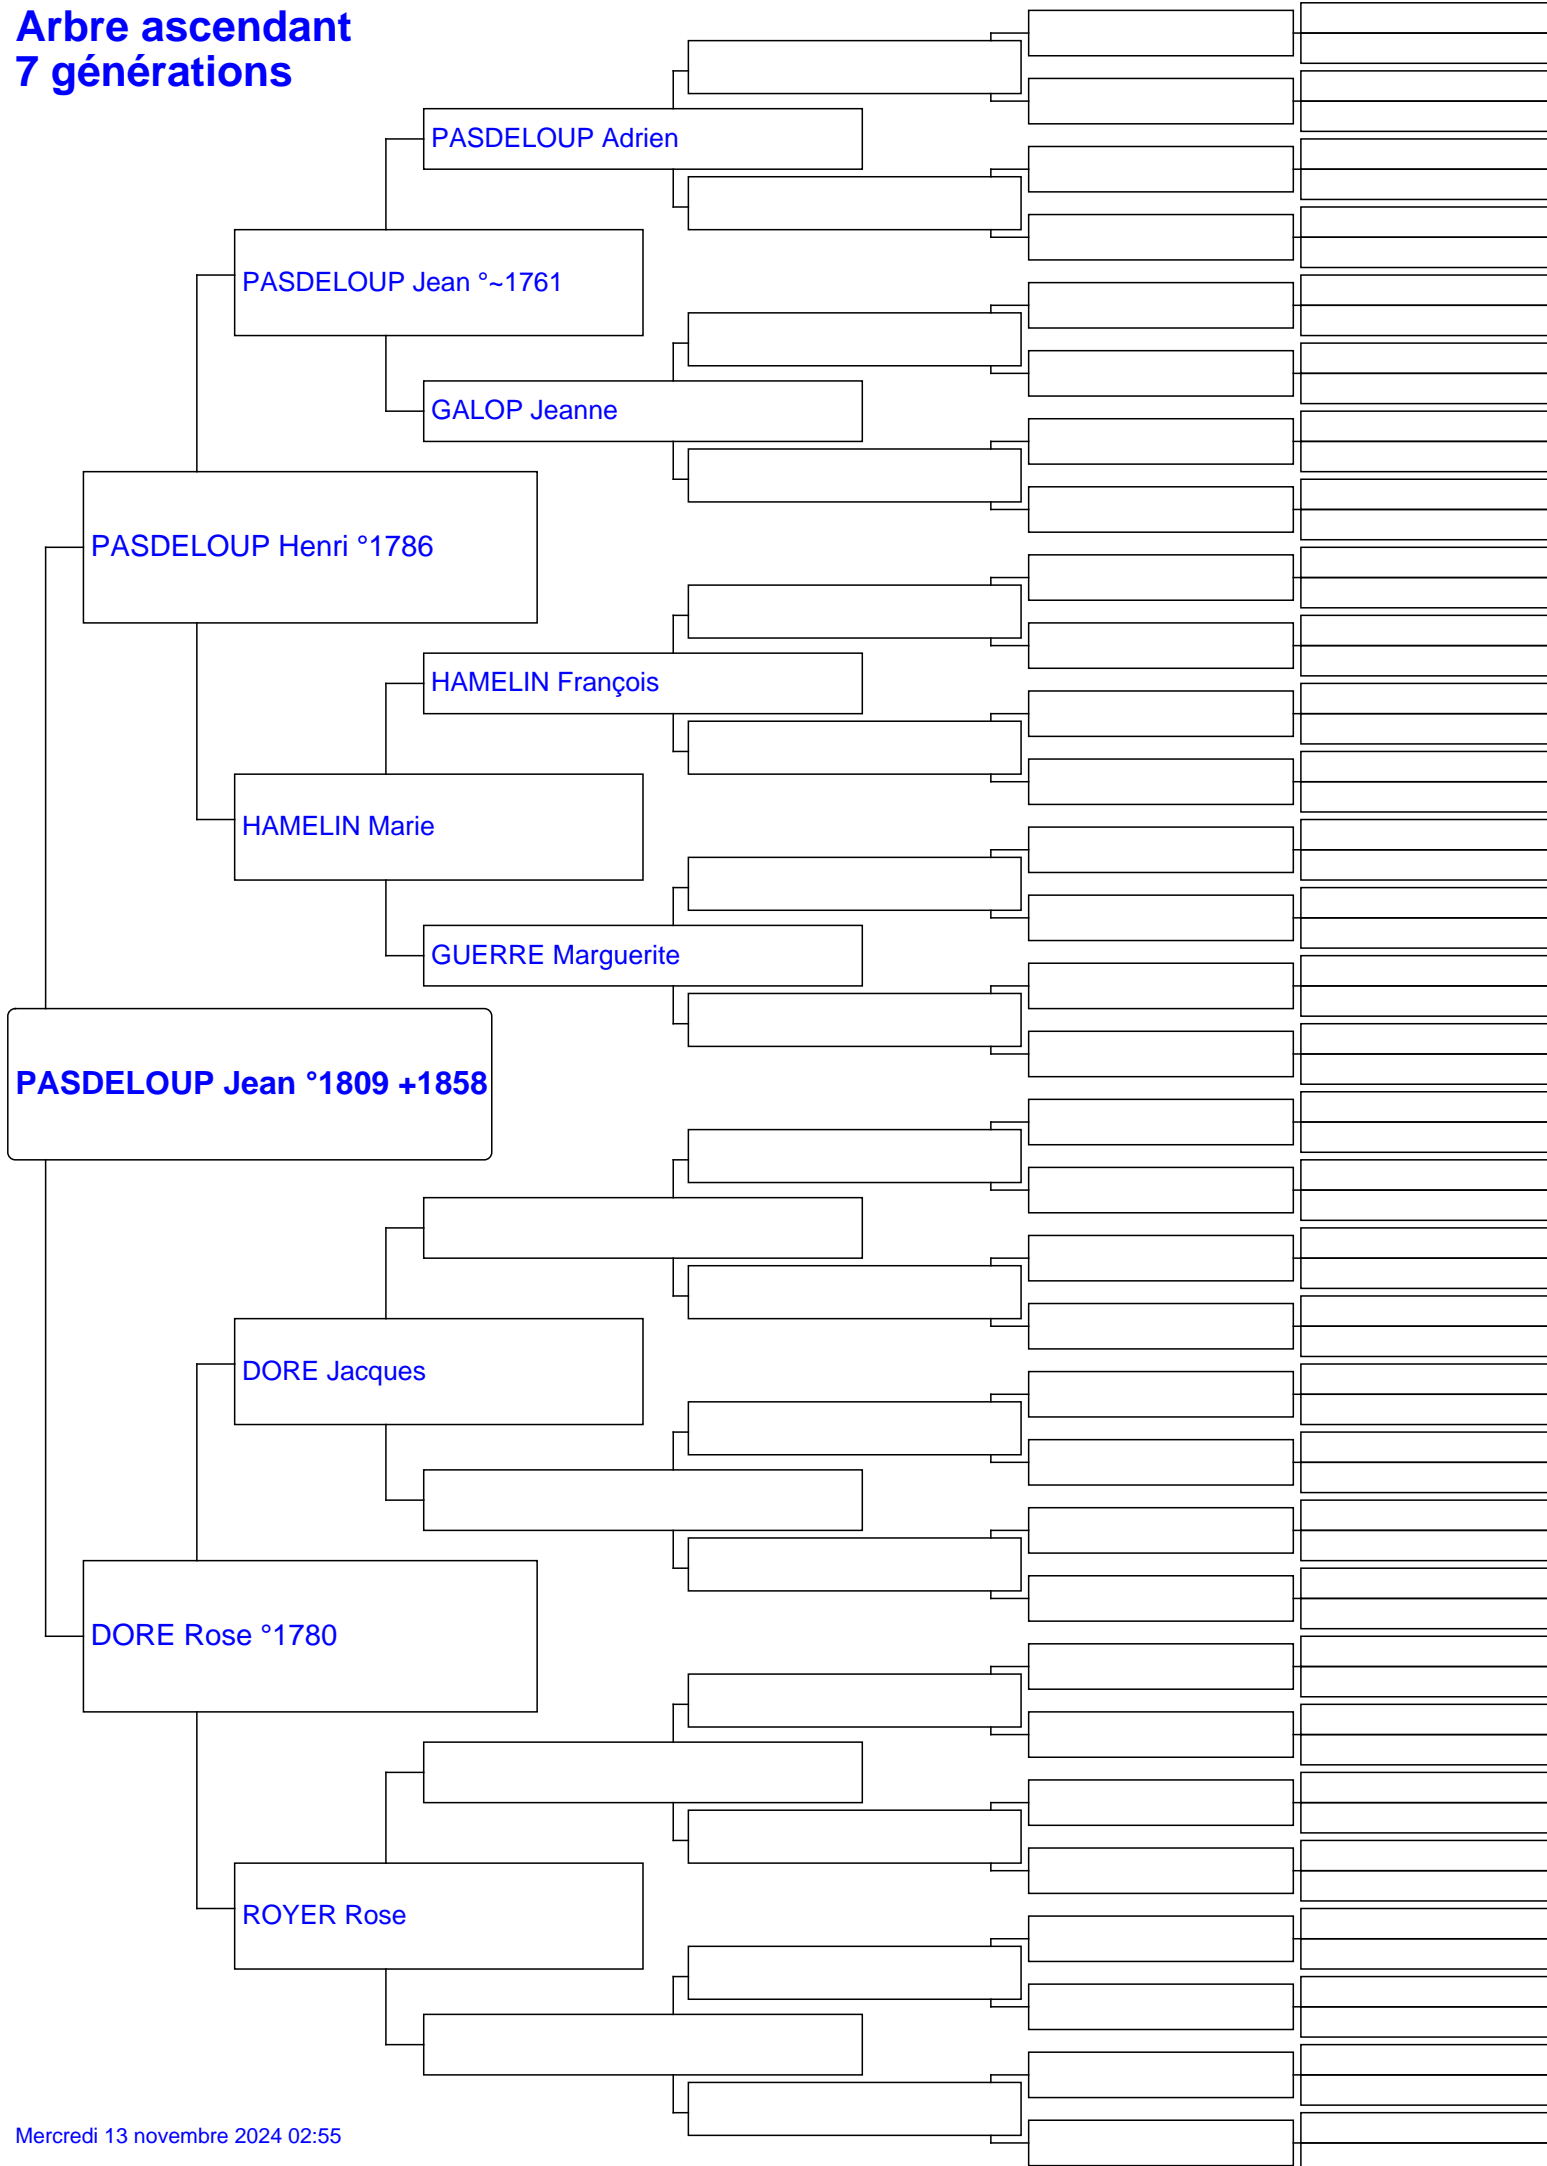 Arbre ascendant
7 générations
PASDELOUP Adrien
PASDELOUP Jean °~1761
GALOP Jeanne
PASDELOUP Henri °1786
HAMELIN François
HAMELIN Marie
GUERRE Marguerite
PASDELOUP Jean °1809 +1858
DORE Jacques
DORE Rose °1780
ROYER Rose
Mercredi 13 novembre 2024 02:55